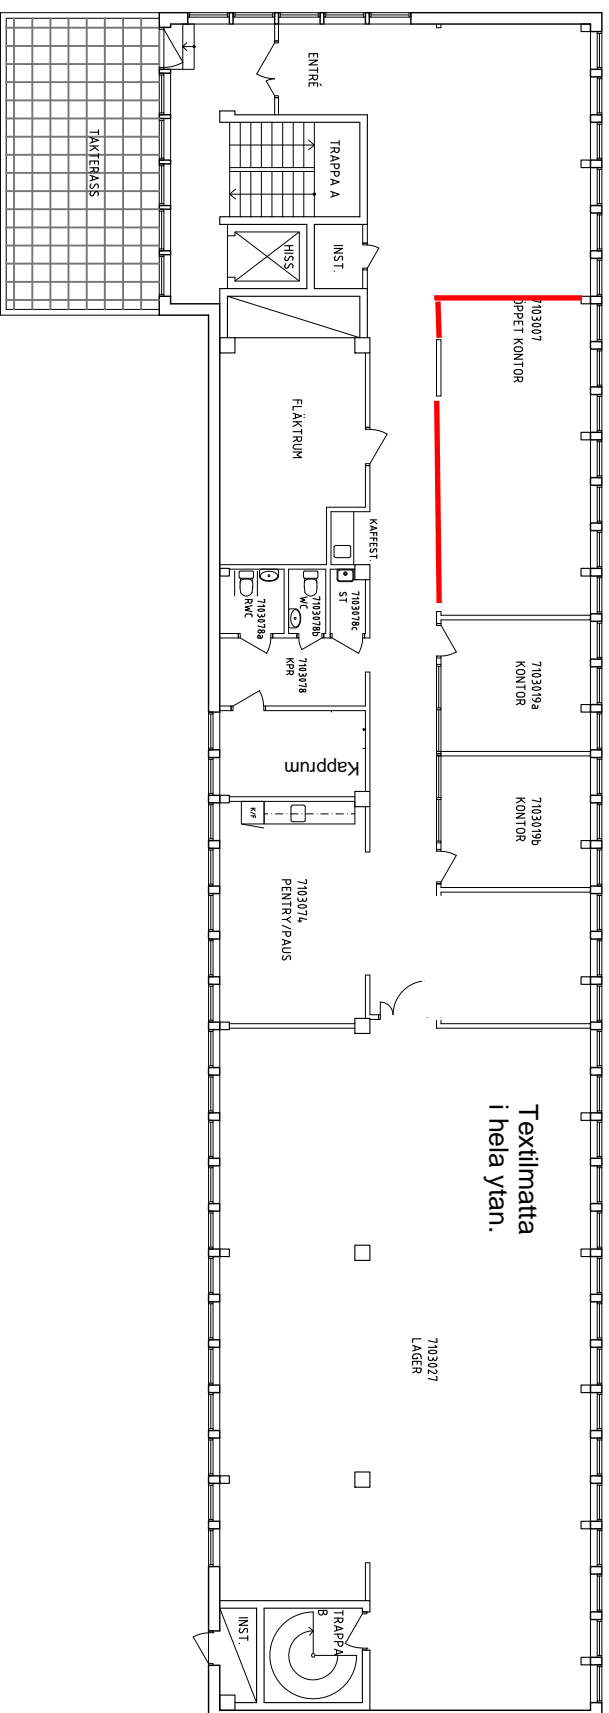 ENTRÉ
TAKTERASS
TRAPPA A
HISS
INST.
7103007
ÖPPET KONTOR
FLÄKTRUM
KAFFEST.
7103078a
RWC
7103078b
WC
7103078c
ST
7103078
KPR
7103019a
KONTOR
Kapprum
7103019b
KONTOR
K/F
7103074
PENTRY/PAUS
Textilmatta
i hela ytan.
7103027
LAGER
TRAPPA
B
INST.